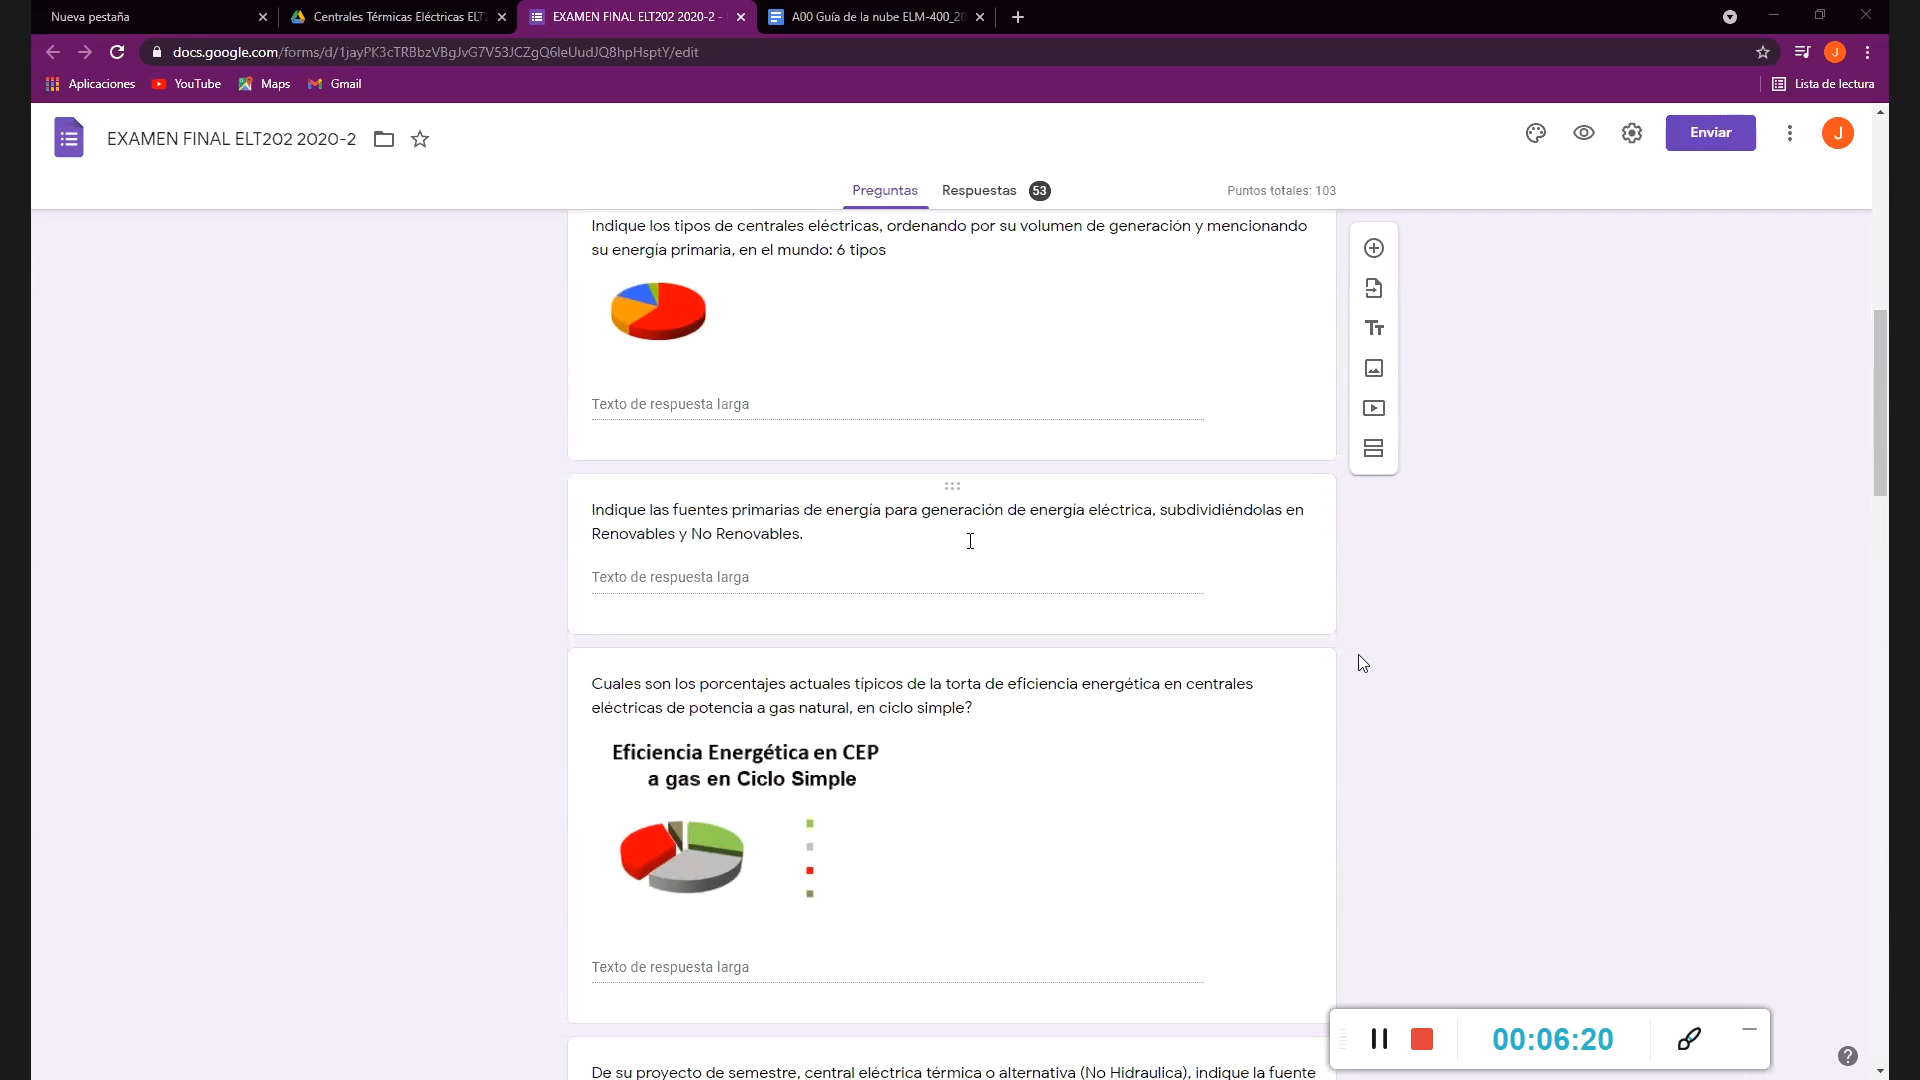 Nueva pestaña
Centrales Térmicas Eléctricas ELT
EXAMEN FINAL ELT202 2020-2 -
A00 Guía de la nube ELM-400_20
docs.google.com/forms/d/1jayPK3cTRBbzVBgJvG7V53JCZgQ6leUudJQ8hpHsptY/edit
J
Aplicaciones
YouTube
Maps
Gmail
Lista de lectura
EXAMEN FINAL ELT202 2020-2
Enviar
J
Preguntas
Respuestas 53
Puntos totales: 103
Indique los tipos de centrales eléctricas, ordenando por su volumen de generación y mencionando
su energía primaria, en el mundo: 6 tipos
Texto de respuesta larga
Indique las fuentes primarias de energía para generación de energía eléctrica, subdividiéndolas en
Renovables y No Renovables.
Texto de respuesta larga
Cuales son los porcentajes actuales típicos de la torta de eficiencia energética en centrales
eléctricas de potencia a gas natural, en ciclo simple?
Eficiencia Energética en CEP
a gas en Ciclo Simple
Texto de respuesta larga
De su proyecto de semestre, central eléctrica térmica o alternativa (No Hidraulica), indique la fuente
00:06:20